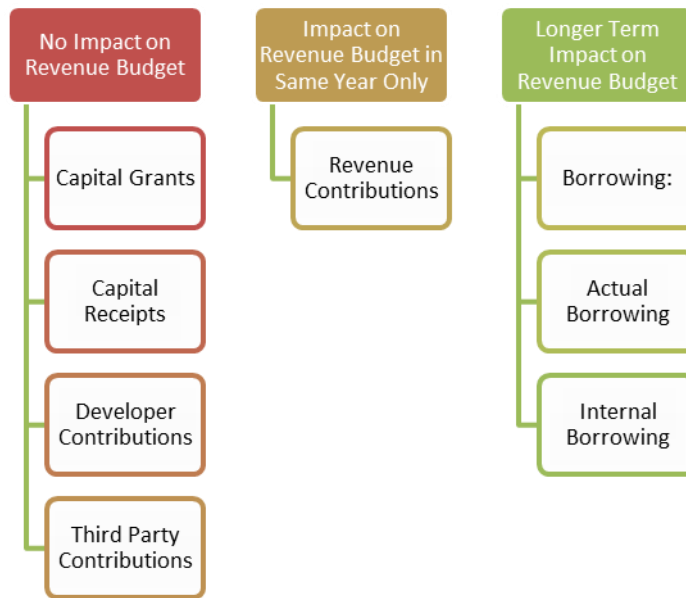 No Impact on
Revenue Budget
Capital Grants
Capital
Receipts
Developer
Contributions
Third Party
Contributions
Impact on
Revenue Budget in
Same Year Only
Revenue
Contributions
Longer Term
Impact on
Revenue Budget
Borrowing:
Actual
Borrowing
Internal
Borrowing